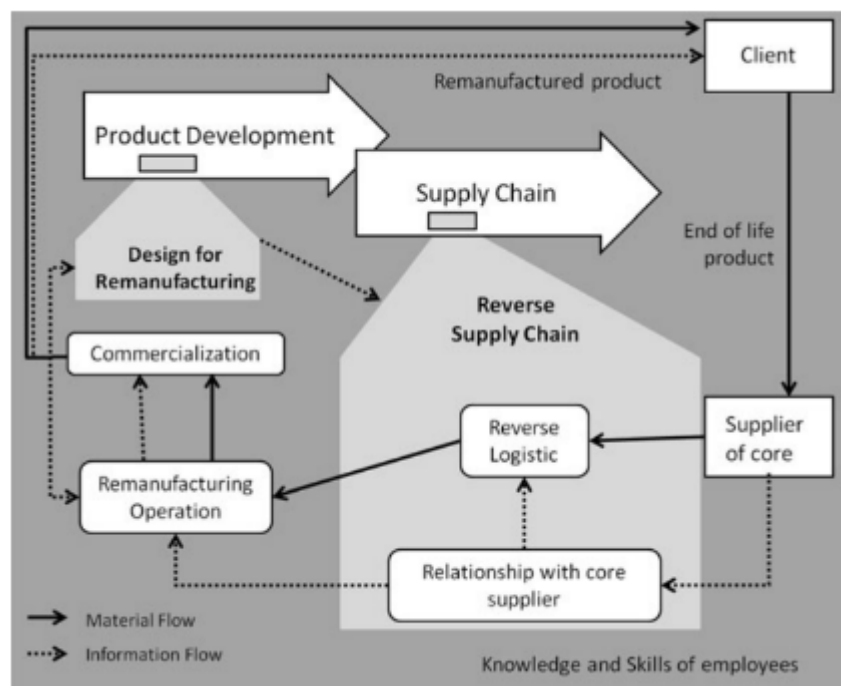 Client
Remanufactured product
Product Development
Supply Chain
End of life
product
Design for
Remanufacturing
Reverse
Supply Chain
Commercialization
Reverse
Logistic
Supplier
of core
Remanufacturing
Operation
Relationship with core
supplier
Material Flow
Information Flow
Knowledge and Skills of employees